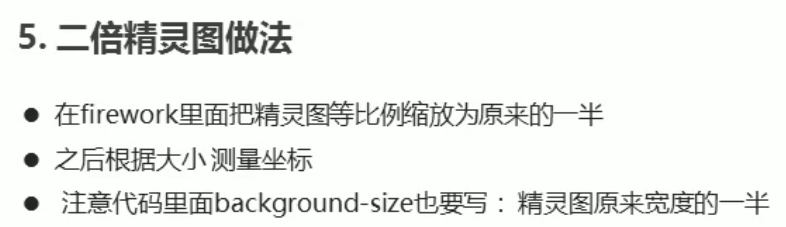 5. 二倍精灵图做法
● 在firework里面把精灵图等比例缩放为原来的一半
● 之后根据大小 测量坐标
● 注意代码里面background-size也要写： 精灵图原来宽度的一半